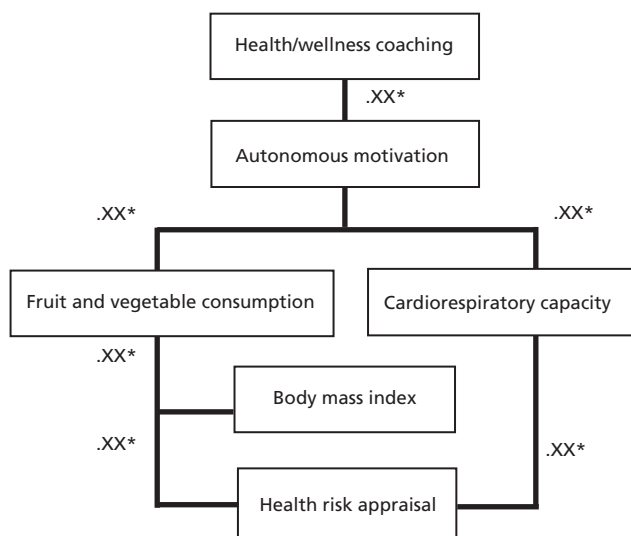 Health/wellness coaching
.XX*
Autonomous motivation
.XX*
.XX*
Fruit and vegetable consumption
Cardiorespiratory capacity
.XX*
Body mass index
.XX*
.XX*
Health risk appraisal